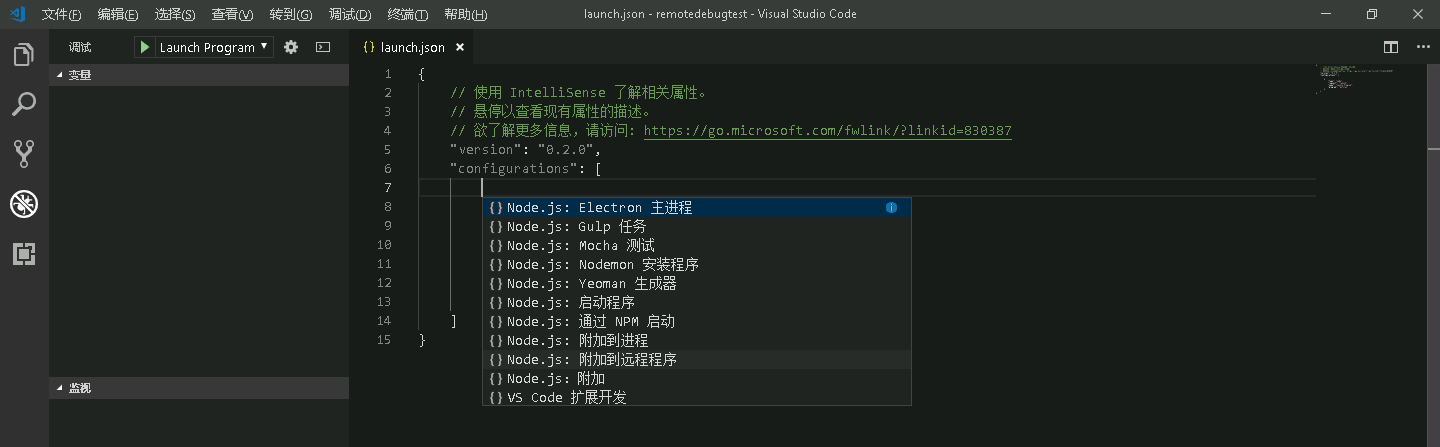 文件(F) 编辑(E) 选择(S) 查看(V) 转到(G) 调试(D) 终端(T) 帮助(H) launch.json - remotedebugtest - Visual Studio Code
调试 Launch Program {} launch.json
变量
1 {
2 // 使用 IntelliSense 了解相关属性。
3 // 悬停以查看现有属性的描述。
4 // 欲了解更多信息，请访问: https://go.microsoft.com/fwlink/?linkid=830387
5 "version": "0.2.0",
6 "configurations": [
7
8 {} Node.js: Electron 主进程
9 {} Node.js: Gulp 任务
10 {} Node.js: Mocha 测试
11 {} Node.js: Nodemon 安装程序
12 {} Node.js: Yeoman 生成器
13 {} Node.js: 启动程序
14 ] {} Node.js: 通过 NPM 启动
15 } {} Node.js: 附加到进程
{} Node.js: 附加到远程程序
{} Node.js: 附加
{} VS Code 扩展开发
监视